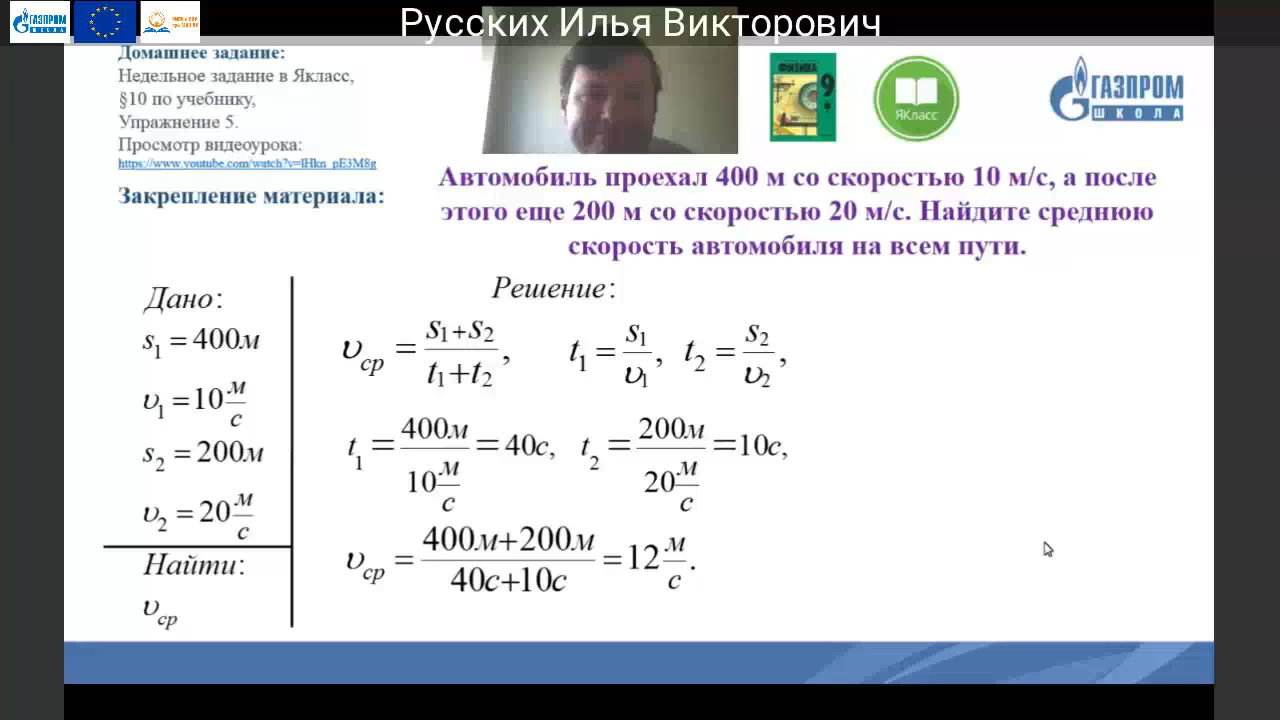 Русских Илья Викторович
ГАЗПРОМ
ШКОЛА
Домашнее задание:
Недельное задание в Якласс,
§10 по учебнику,
Упражнение 5.
Просмотр видеоурока:
https://www.youtube.com/watch?v=lHkn_pE3M8g
ФИЗИКА
9
ЯКласс
ГАЗПРОМ
ШКОЛА
Закрепление материала:
Автомобиль проехал 400 м со скоростью 10 м/с, а после
этого еще 200 м со скоростью 20 м/с. Найдите среднюю
скорость автомобиля на всем пути.
Дано:
s₁ = 400м
υ₁ = 10 м/с
s₂ = 200м
υ₂ = 20 м/с
Найти:
υср
Решение:
υср = (s₁+s₂)/(t₁+t₂), t₁ = s₁/υ₁, t₂ = s₂/υ₂,
t₁ = 400м/(10 м/с) = 40с, t₂ = 200м/(20 м/с) = 10с,
υср = (400м+200м)/(40с+10с) = 12 м/с.